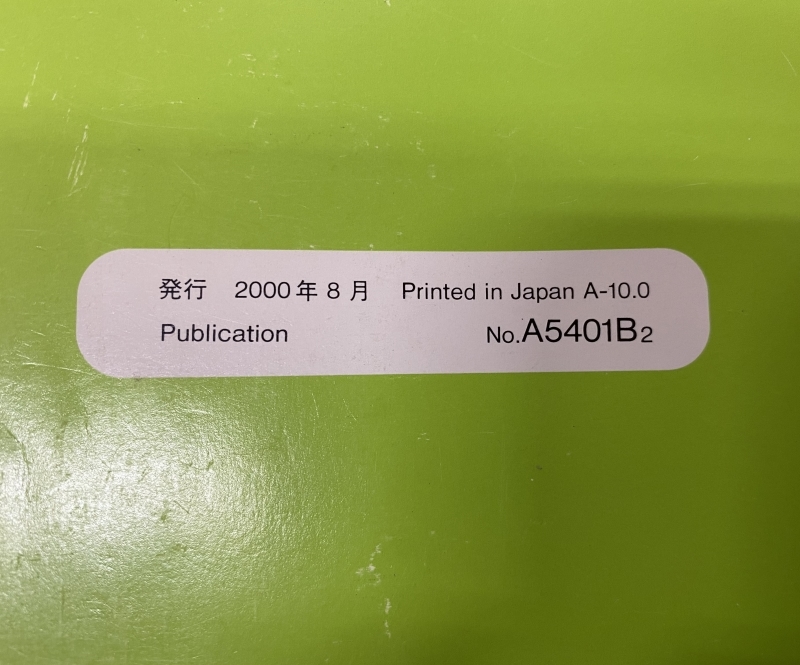 発行 2000年8月 Printed in Japan A-10.0
Publication No.A5401B2